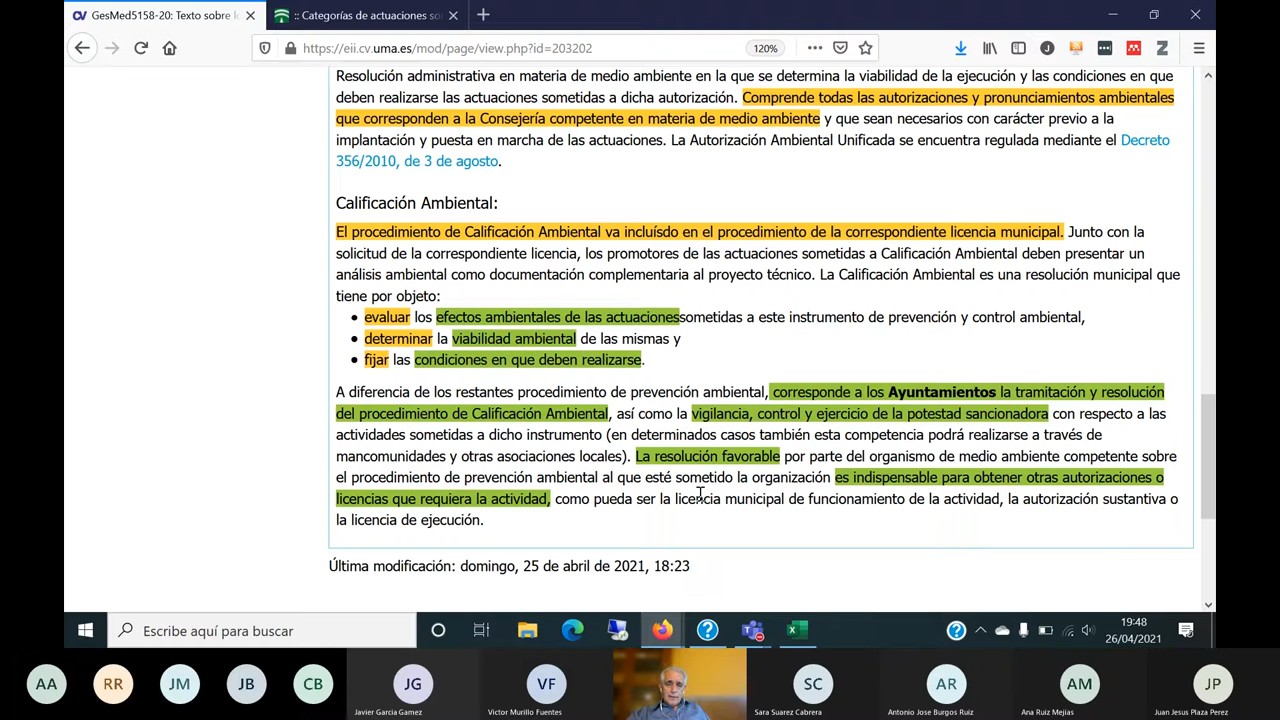 GesMed5158-20: Texto sobre l
:: Categorías de actuaciones so
https://eii.cv.uma.es/mod/page/view.php?id=203202
120%
Resolución administrativa en materia de medio ambiente en la que se determina la viabilidad de la ejecución y las condiciones en que
deben realizarse las actuaciones sometidas a dicha autorización. Comprende todas las autorizaciones y pronunciamientos ambientales
que corresponden a la Consejería competente en materia de medio ambiente y que sean necesarios con carácter previo a la
implantación y puesta en marcha de las actuaciones. La Autorización Ambiental Unificada se encuentra regulada mediante el Decreto
356/2010, de 3 de agosto.
Calificación Ambiental:
El procedimiento de Calificación Ambiental va incluísdo en el procedimiento de la correspondiente licencia municipal. Junto con la
solicitud de la correspondiente licencia, los promotores de las actuaciones sometidas a Calificación Ambiental deben presentar un
análisis ambiental como documentación complementaria al proyecto técnico. La Calificación Ambiental es una resolución municipal que
tiene por objeto:
• evaluar los efectos ambientales de las actuacionessometidas a este instrumento de prevención y control ambiental,
• determinar la viabilidad ambiental de las mismas y
• fijar las condiciones en que deben realizarse.
A diferencia de los restantes procedimiento de prevención ambiental, corresponde a los Ayuntamientos la tramitación y resolución
del procedimiento de Calificación Ambiental, así como la vigilancia, control y ejercicio de la potestad sancionadora con respecto a las
actividades sometidas a dicho instrumento (en determinados casos también esta competencia podrá realizarse a través de
mancomunidades y otras asociaciones locales). La resolución favorable por parte del organismo de medio ambiente competente sobre
el procedimiento de prevención ambiental al que esté sometido la organización es indispensable para obtener otras autorizaciones o
licencias que requiera la actividad, como pueda ser la licencia municipal de funcionamiento de la actividad, la autorización sustantiva o
la licencia de ejecución.
Última modificación: domingo, 25 de abril de 2021, 18:23
Escribe aquí para buscar
19:48
26/04/2021
AA RR JM JB CB JG VF SC AR AM JP
Javier Garcia Gamez
Victor Murillo Fuentes
Sara Suarez Cabrera
Antonio Jose Burgos Ruiz
Ana Ruiz Mejias
Juan Jesus Plaza Perez